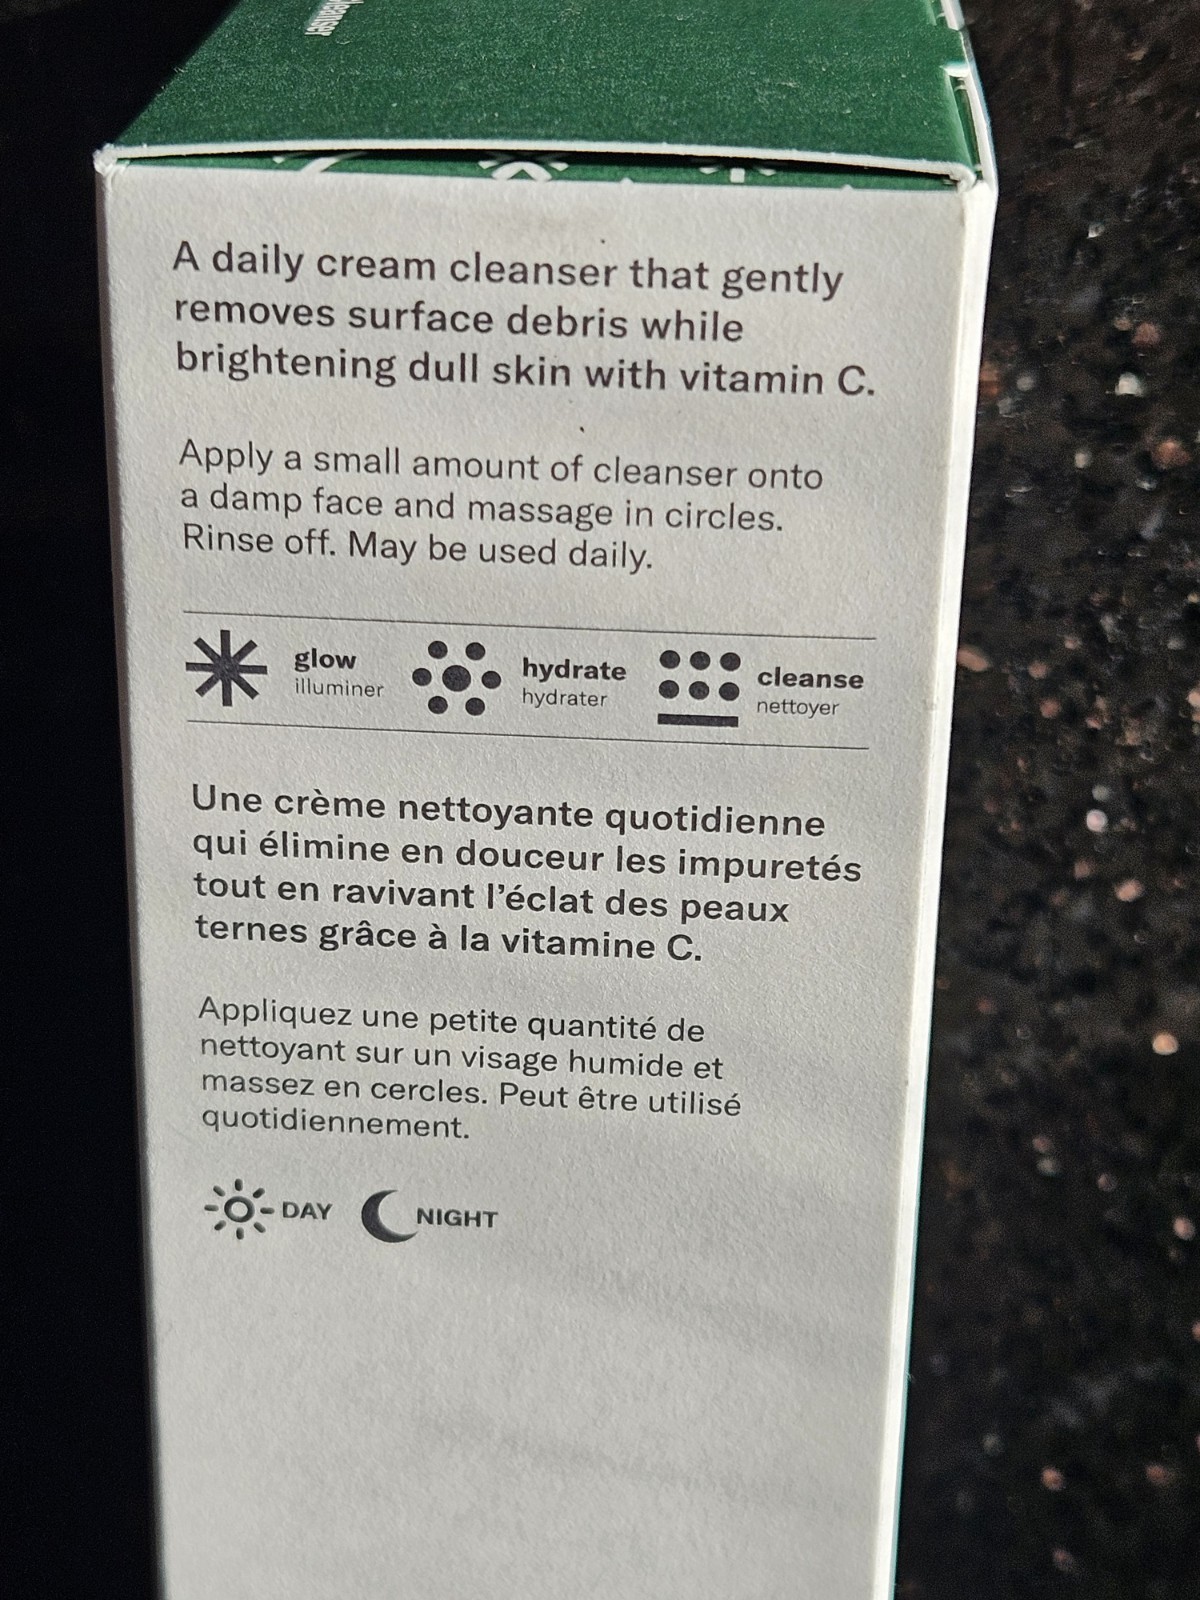 cleanser
A daily cream cleanser that gently
removes surface debris while
brightening dull skin with vitamin C.
Apply a small amount of cleanser onto
a damp face and massage in circles.
Rinse off. May be used daily.
glow
illuminer
hydrate
hydrater
cleanse
nettoyer
Une crème nettoyante quotidienne
qui élimine en douceur les impuretés
tout en ravivant l'éclat des peaux
ternes grâce à la vitamine C.
Appliquez une petite quantité de
nettoyant sur un visage humide et
massez en cercles. Peut être utilisé
quotidiennement.
DAY NIGHT